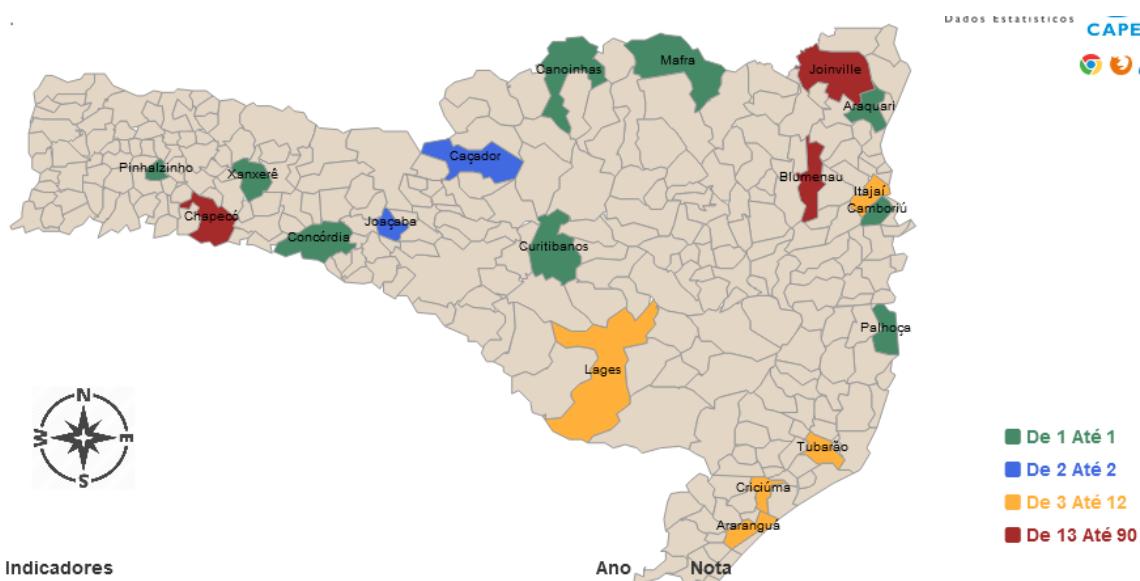 Dados Estatísticos
CAPE
Canoinhas
Mafra
Joinville
Araquari
Caçador
Pinhalzinho
Xanxerê
Blumenau
Itajaí
Camboriú
Chapecó
Joaçaba
Concórdia
Curitibanos
Palhoça
Lages
N
W
E
S
Tubarão
Criciúma
Araranguá
De 1 Até 1
De 2 Até 2
De 3 Até 12
De 13 Até 90
Indicadores
Ano
Nota